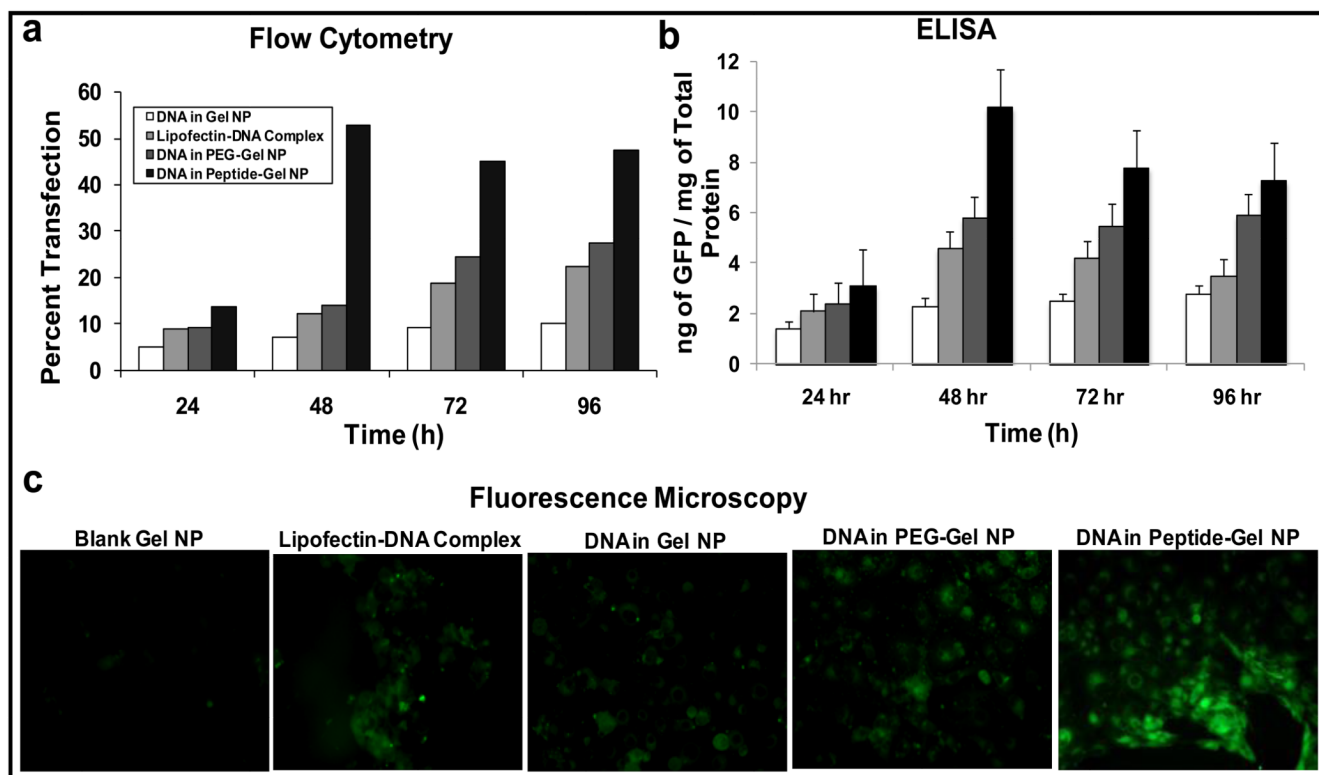 a
Flow Cytometry
Percent Transfection
60
50
40
30
20
10
0
DNA in Gel NP
Lipofectin-DNA Complex
DNA in PEG-Gel NP
DNA in Peptide-Gel NP
24 48 72 96
Time (h)
b
ELISA
ng of GFP / mg of Total
Protein
12
10
8
6
4
2
0
24 hr 48 hr 72 hr 96 hr
Time (h)
c
Fluorescence Microscopy
Blank Gel NP
Lipofectin-DNA Complex
DNA in Gel NP
DNA in PEG-Gel NP
DNA in Peptide-Gel NP